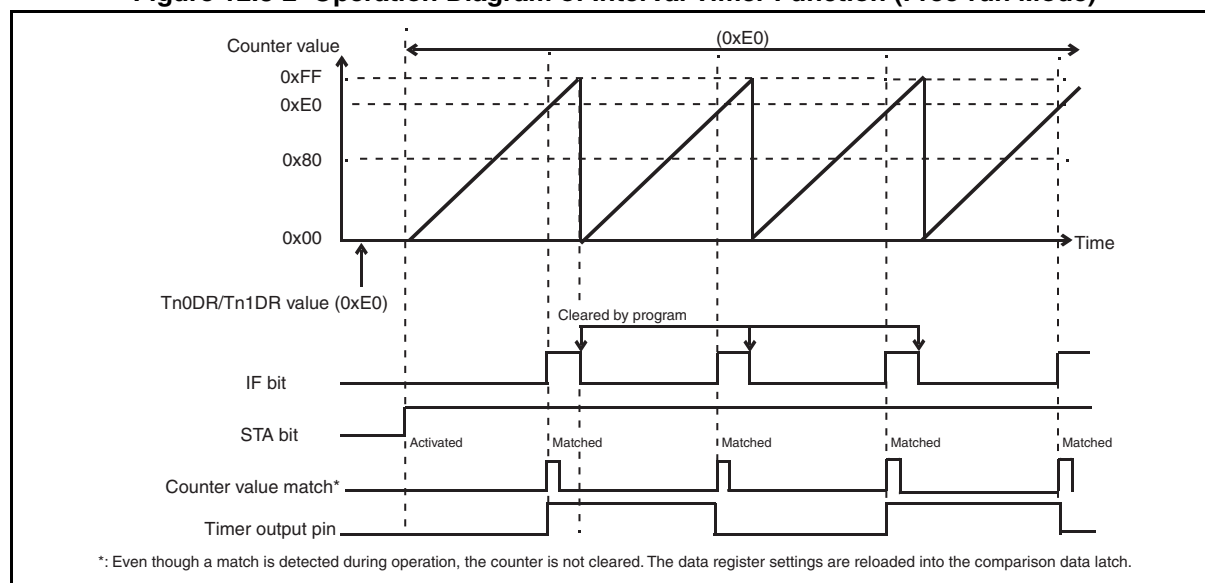 Figure 12.8-2 Operation Diagram of Interval Timer Function (Free-run Mode)
Counter value
(0xE0)
0xFF
0xE0
0x80
0x00
Time
Tn0DR/Tn1DR value (0xE0)
Cleared by program
IF bit
STA bit
Activated
Matched
Matched
Matched
Matched
Counter value match*
Timer output pin
*: Even though a match is detected during operation, the counter is not cleared. The data register settings are reloaded into the comparison data latch.